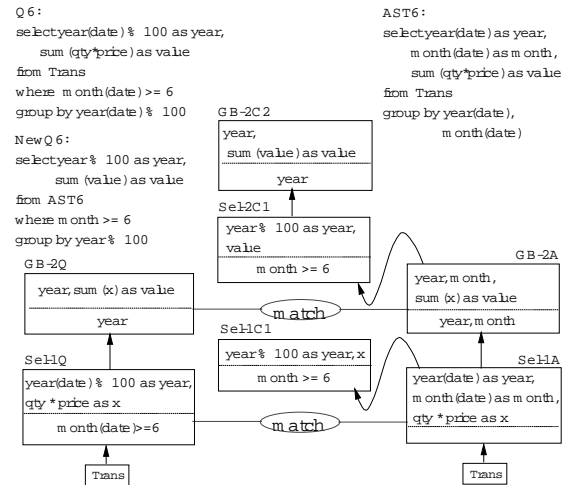 Q6:
select year(date) % 100 as year,
sum (qty*price) as value
from Trans
where month(date) >= 6
group by year(date) % 100
NewQ6:
select year % 100 as year,
sum (value) as value
from AST6
where month >= 6
group by year % 100
AST6:
select year(date) as year,
month(date) as month,
sum (qty*price) as value
from Trans
group by year(date),
month(date)
GB-2C2
year,
sum (value) as value
year
Sel-2C1
year % 100 as year,
value
month >= 6
GB-2Q
year, sum (x) as value
year
match
GB-2A
year, month,
sum (x) as value
year, month
Sel-1C1
year % 100 as year, x
month >= 6
Sel-1Q
year(date) % 100 as year,
qty * price as x
month(date)>=6
match
Sel-1A
year(date) as year,
month(date) as month,
qty * price as x
Trans
Trans